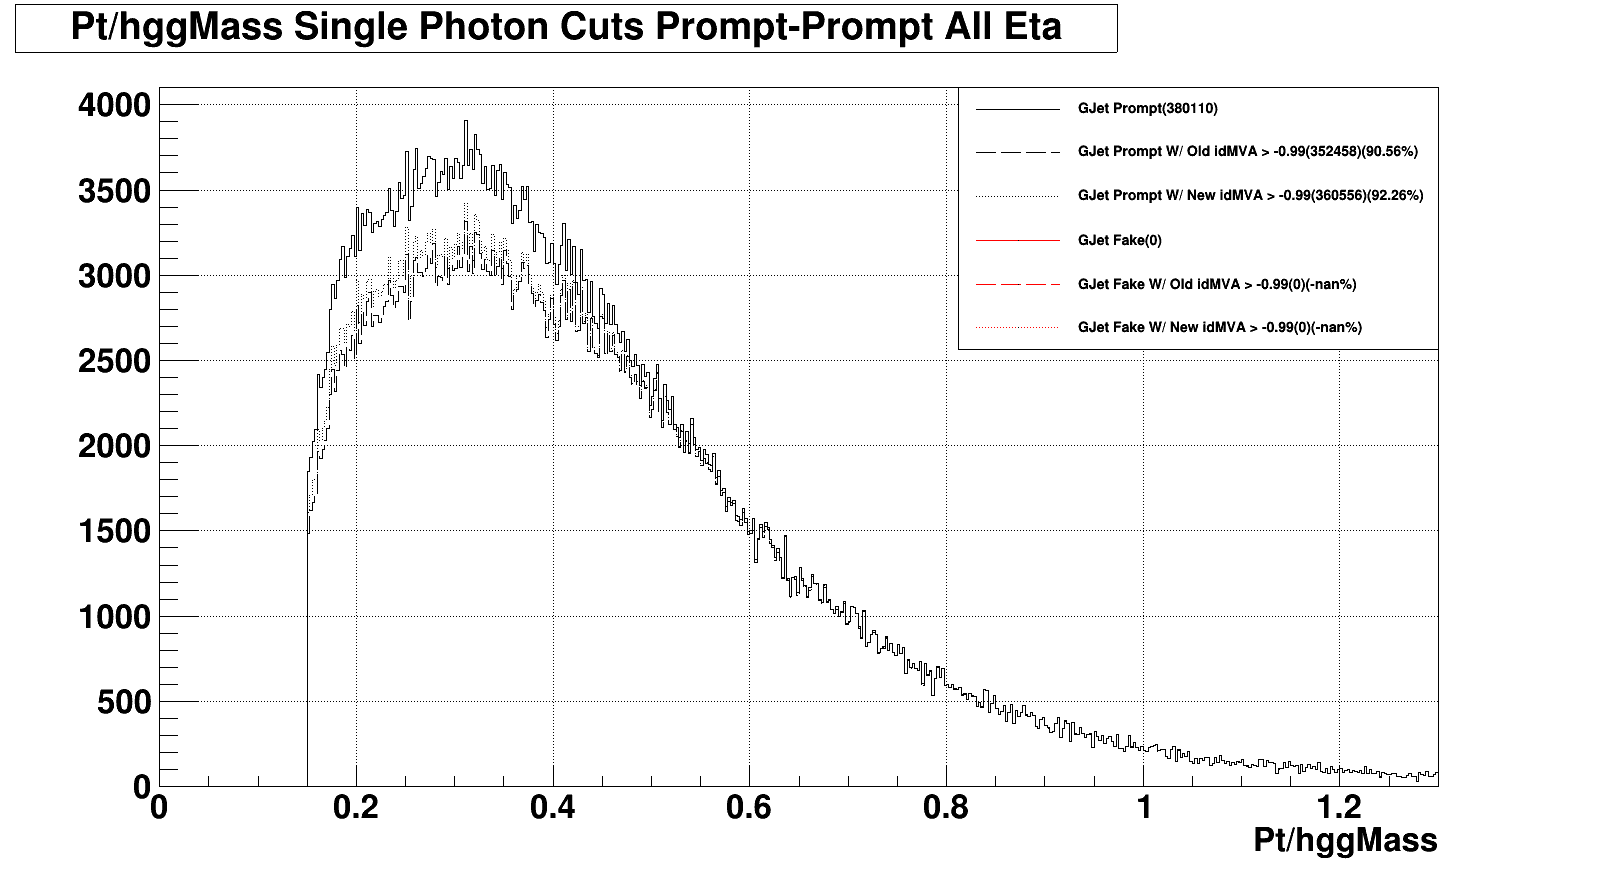 Pt/hggMass Single Photon Cuts Prompt-Prompt All Eta
4000
3500
3000
2500
2000
1500
1000
500
0
GJet Prompt(380110)
GJet Prompt W/ Old idMVA > -0.99(352458)(90.56%)
GJet Prompt W/ New idMVA > -0.99(360556)(92.26%)
GJet Fake(0)
GJet Fake W/ Old idMVA > -0.99(0)(-nan%)
GJet Fake W/ New idMVA > -0.99(0)(-nan%)
0 0.2 0.4 0.6 0.8 1 1.2
Pt/hggMass